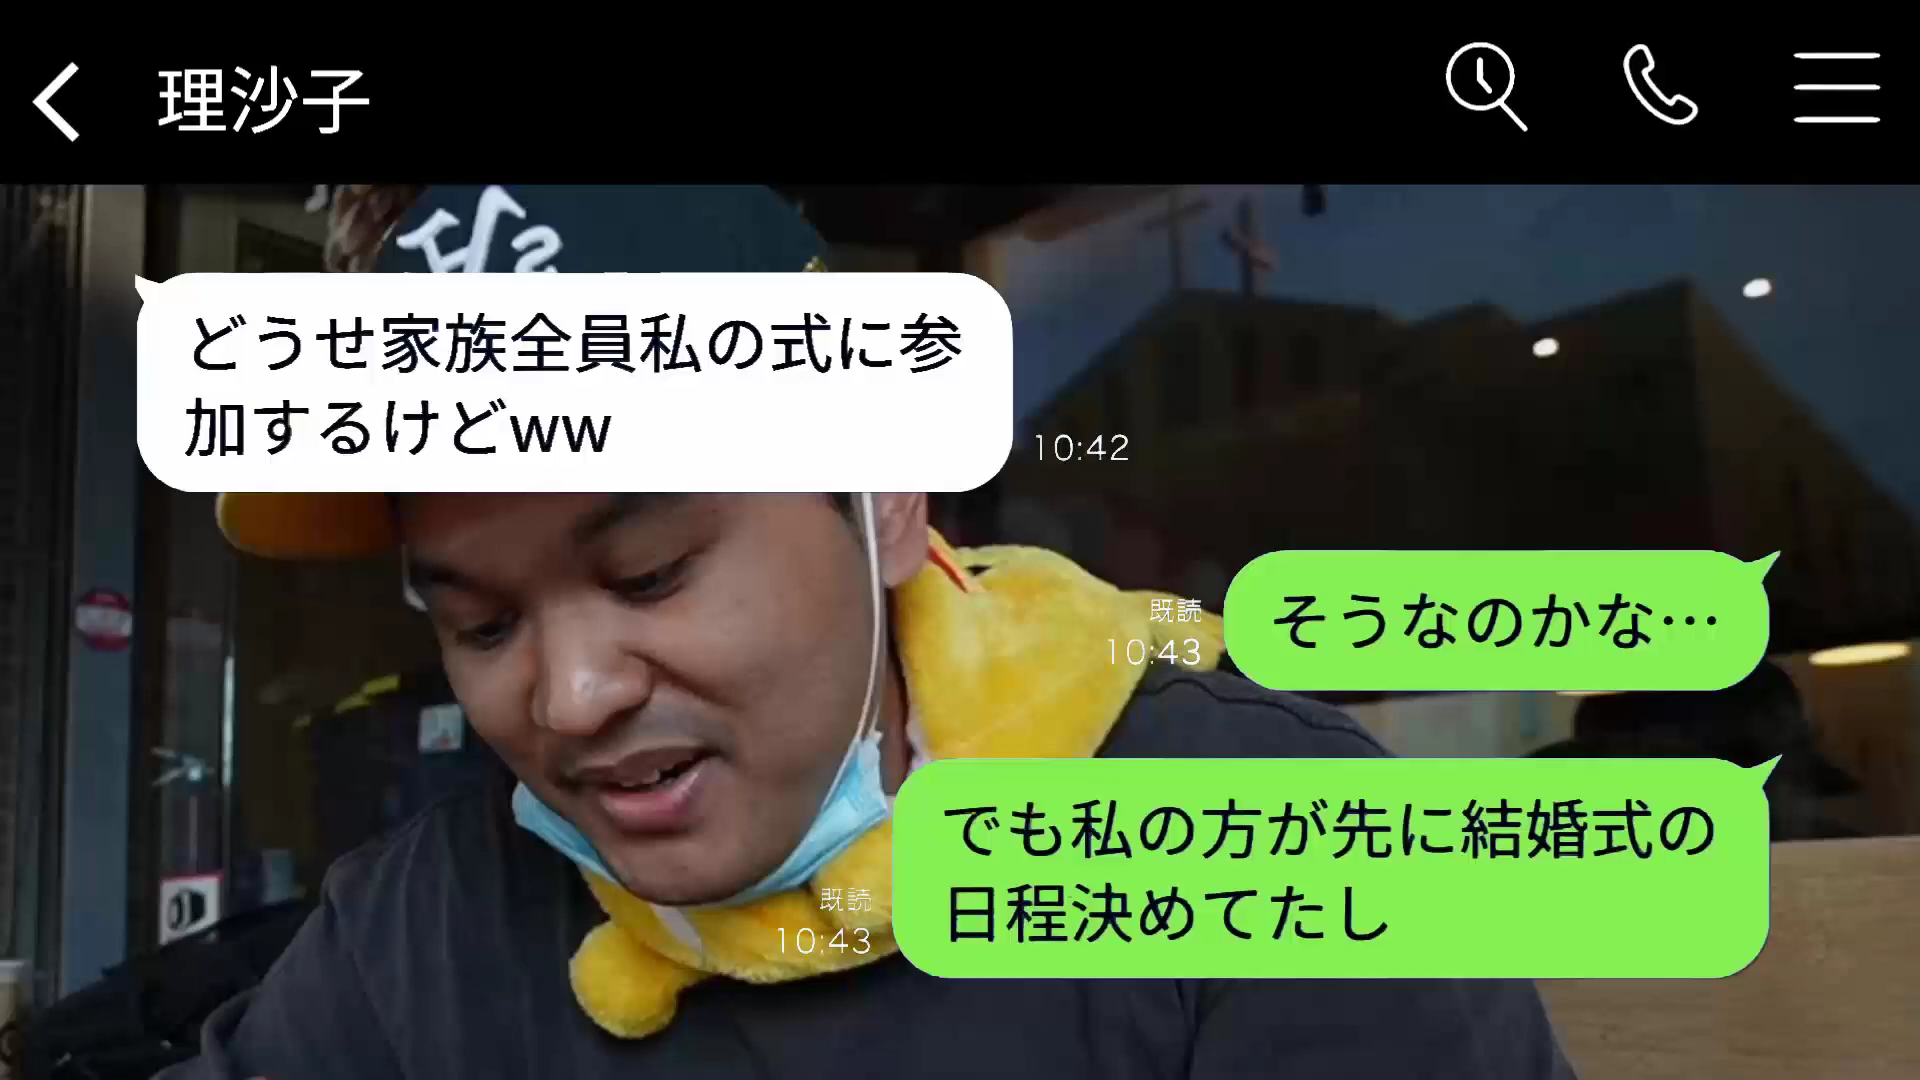 理沙子
どうせ家族全員私の式に参
加するけどww
10:42
そうなのかな…
既読
10:43
でも私の方が先に結婚式の
日程決めてたし
既読
10:43